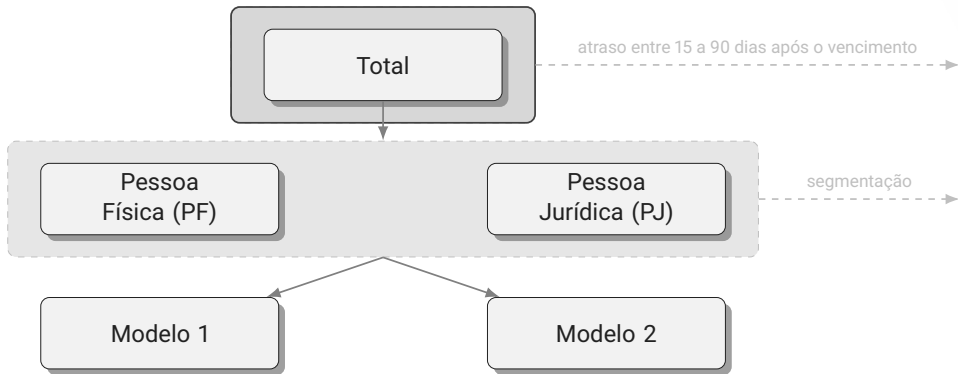 Total
atraso entre 15 a 90 dias após o vencimento
Pessoa
Física (PF)
Pessoa
Jurídica (PJ)
segmentação
Modelo 1
Modelo 2